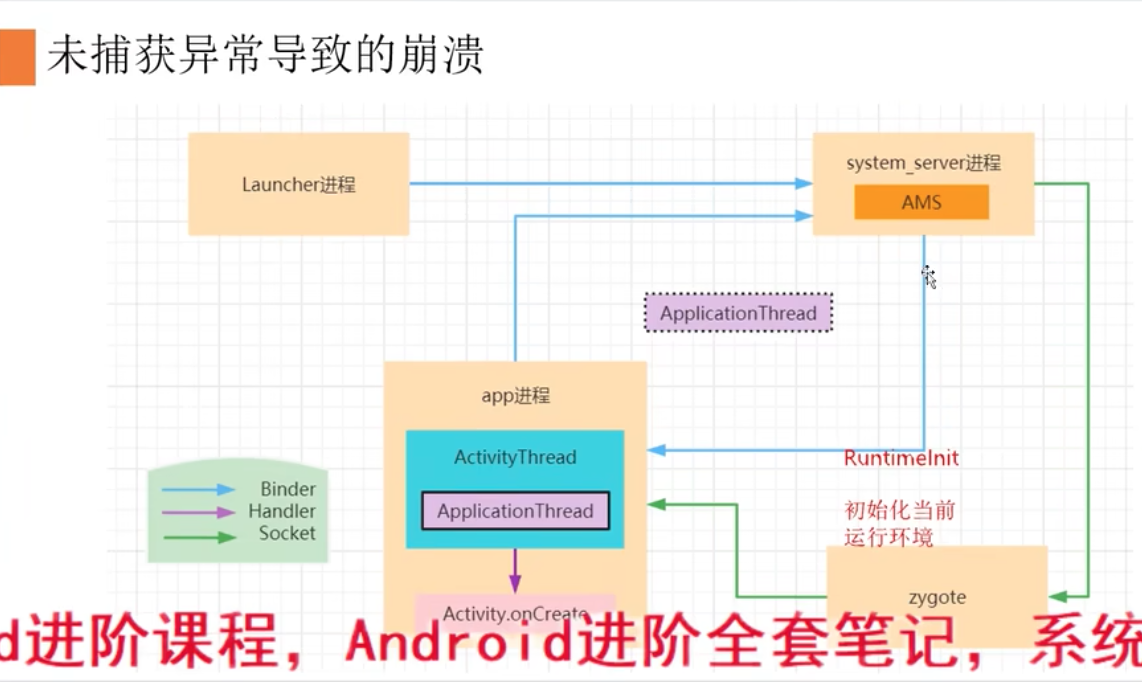 未捕获异常导致的崩溃
Launcher进程
system_server进程
AMS
ApplicationThread
app进程
ActivityThread
ApplicationThread
Activity.onCreate
RuntimeInit
初始化当前
运行环境
zygote
Binder
Handler
Socket
d进阶课程，Android进阶全套笔记，系统